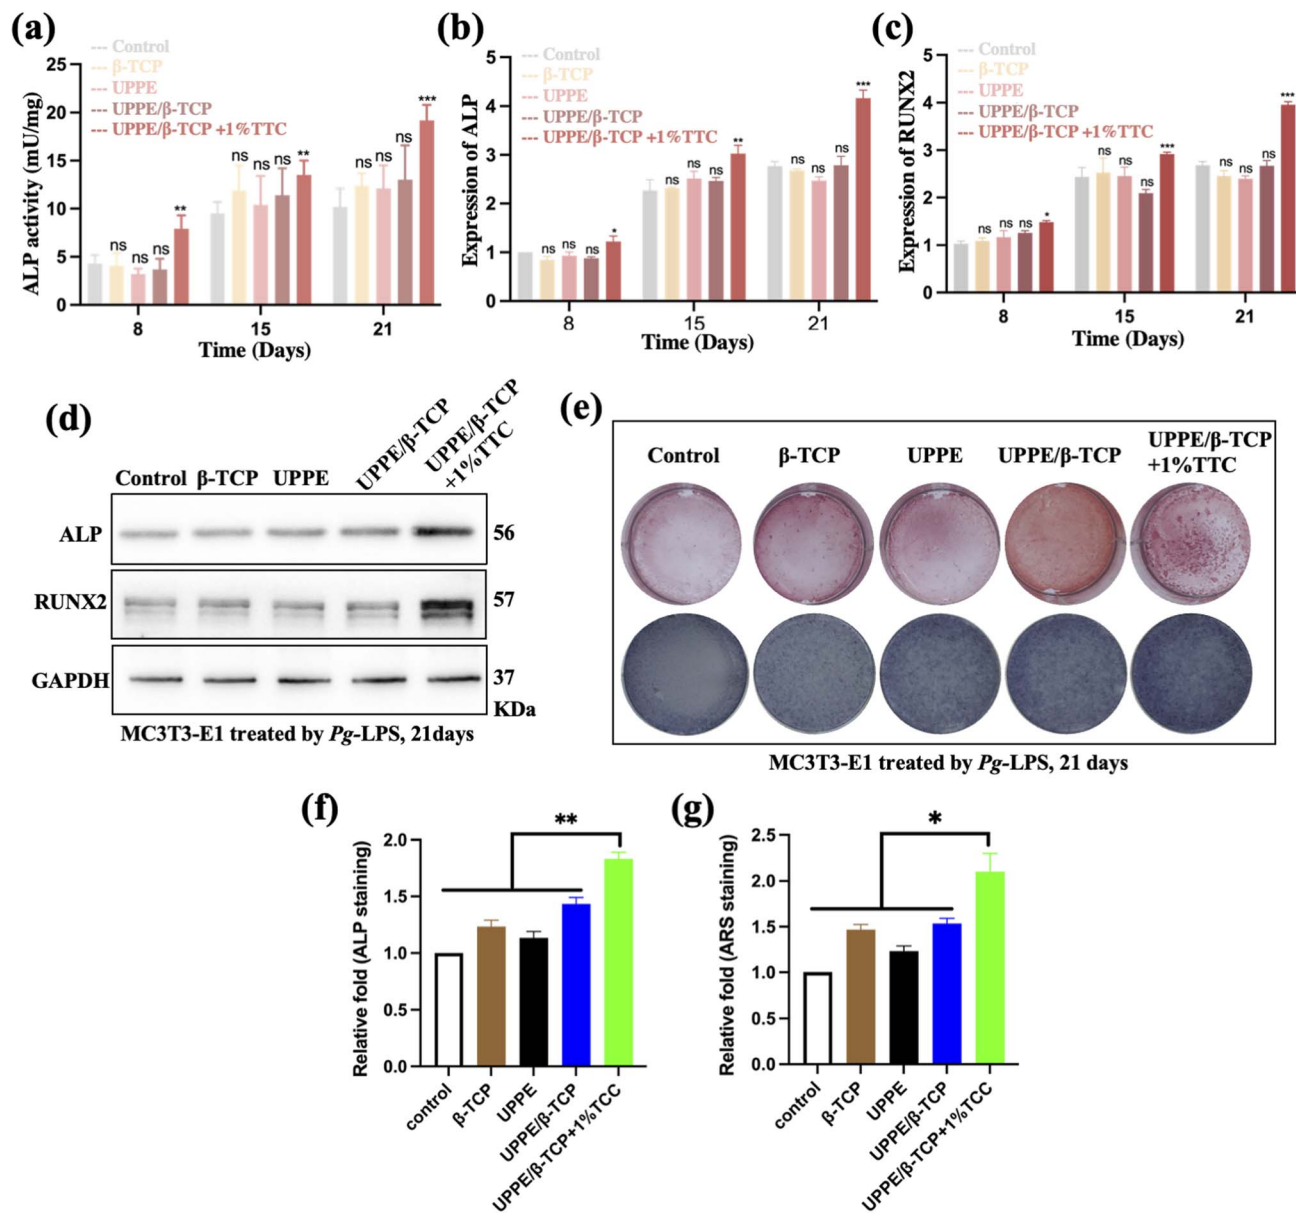 (a)
--- Control
--- β-TCP
--- UPPE
--- UPPE/β-TCP
--- UPPE/β-TCP +1%TTC
ALP activity (mU/mg)
25
20
15
10
5
0
ns
ns
ns
**
ns
ns
ns
**
ns
ns
ns
***
8
15
21
Time (Days)
(b)
--- Control
--- β-TCP
--- UPPE
--- UPPE/β-TCP
--- UPPE/β-TCP +1%TTC
Expression of ALP
5
4
3
2
1
0
ns
ns
ns
*
ns
ns
ns
**
ns
ns
ns
***
8
15
21
Time (Days)
(c)
--- Control
--- β-TCP
--- UPPE
--- UPPE/β-TCP
--- UPPE/β-TCP +1%TTC
Expression of RUNX2
5
4
3
2
1
0
ns
ns
ns
*
ns
ns
ns
***
ns
ns
ns
***
8
15
21
Time (Days)
(d)
Control
β-TCP
UPPE
UPPE/β-TCP
UPPE/β-TCP
+1%TTC
ALP
56
RUNX2
57
GAPDH
37
KDa
MC3T3-E1 treated by Pg-LPS, 21days
(e)
Control
β-TCP
UPPE
UPPE/β-TCP
UPPE/β-TCP
+1%TTC
MC3T3-E1 treated by Pg-LPS, 21 days
(f)
**
Relative fold (ALP staining)
2.0
1.5
1.0
0.5
0.0
control
β-TCP
UPPE
UPPE/β-TCP
UPPE/β-TCP+1%TCC
(g)
*
Relative fold (ARS staining)
2.5
2.0
1.5
1.0
0.5
0.0
control
β-TCP
UPPE
UPPE/β-TCP
UPPE/β-TCP+1%TCC